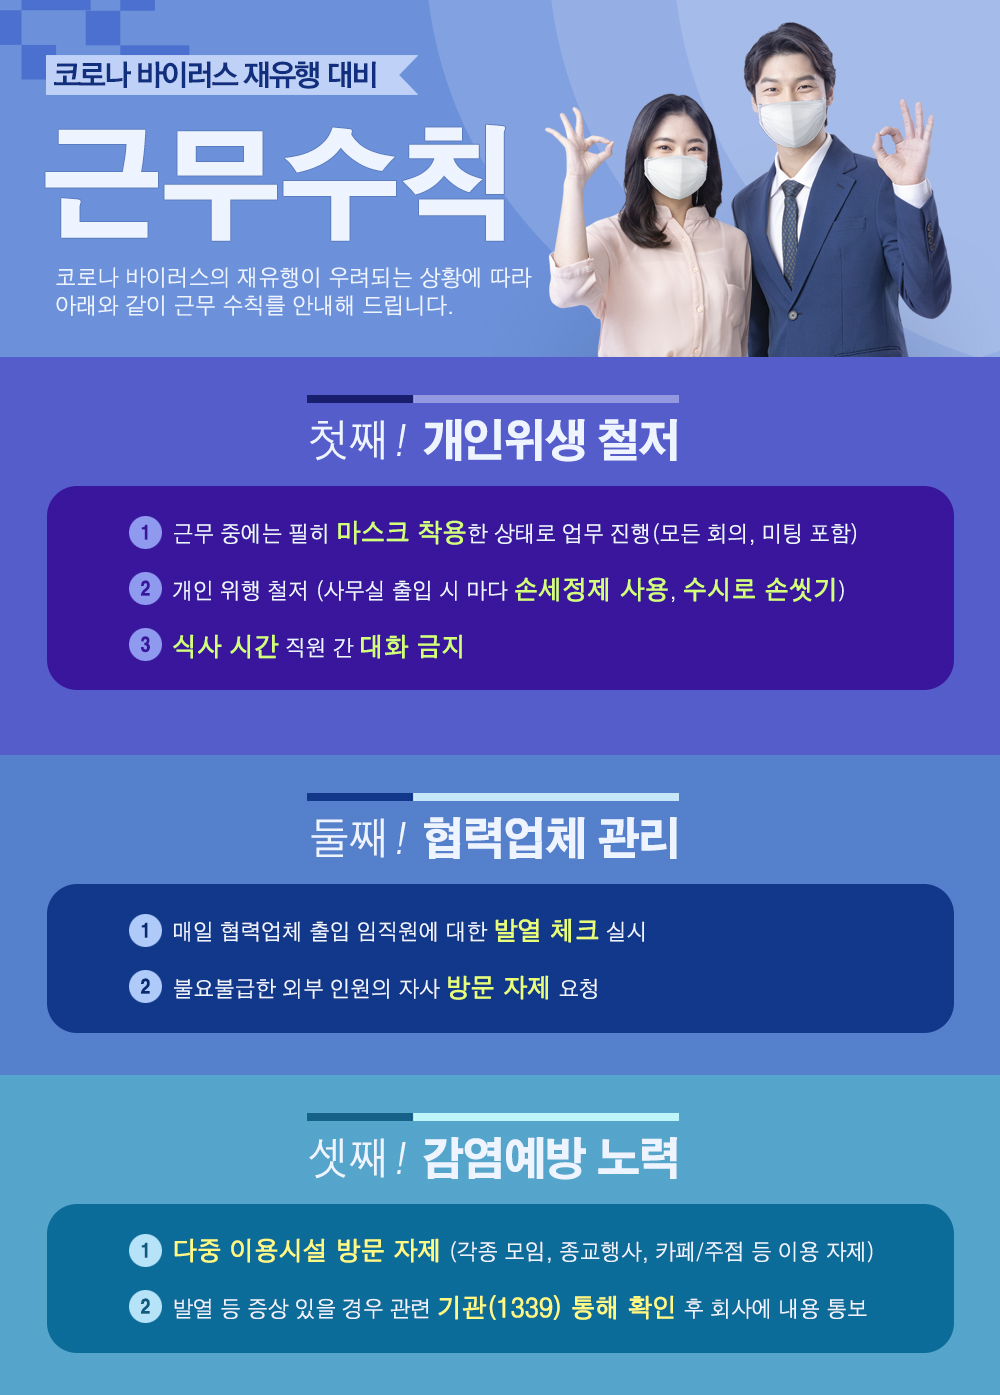 코로나 바이러스 재유행 대비
근무수칙
코로나 바이러스의 재유행이 우려되는 상황에 따라
아래와 같이 근무 수칙를 안내해 드립니다.
첫째! 개인위생 철저
1 근무 중에는 필히 마스크 착용한 상태로 업무 진행(모든 회의, 미팅 포함)
2 개인 위행 철저 (사무실 출입 시 마다 손세정제 사용, 수시로 손씻기)
3 식사 시간 직원 간 대화 금지
둘째! 협력업체 관리
1 매일 협력업체 출입 임직원에 대한 발열 체크 실시
2 불요불급한 외부 인원의 자사 방문 자제 요청
셋째! 감염예방 노력
1 다중 이용시설 방문 자제 (각종 모임, 종교행사, 카페/주점 등 이용 자제)
2 발열 등 증상 있을 경우 관련 기관(1339) 통해 확인 후 회사에 내용 통보